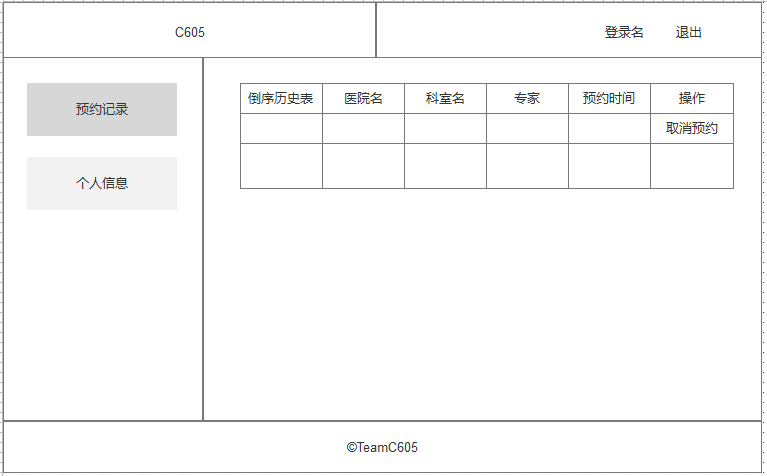 C605
登录名 退出
预约记录
个人信息
倒序历史表 医院名 科室名 专家 预约时间 操作
取消预约
©TeamC605